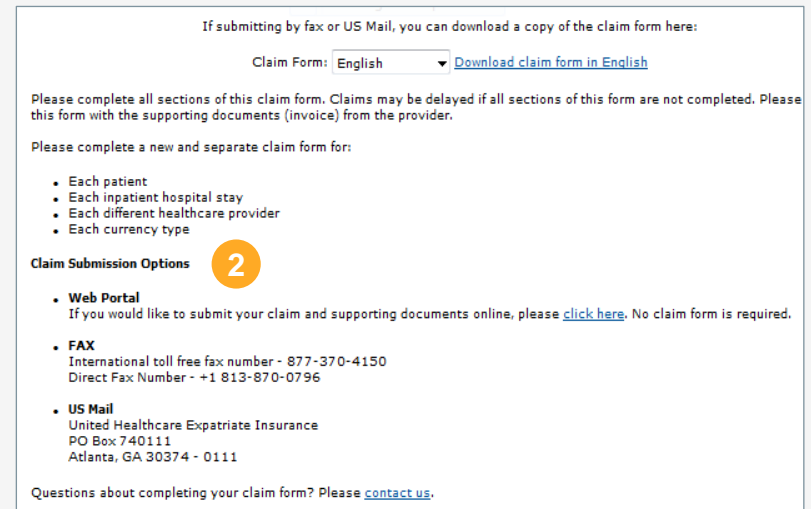 If submitting by fax or US Mail, you can download a copy of the claim form here:
Claim Form: English Download claim form in English
Please complete all sections of this claim form. Claims may be delayed if all sections of this form are not completed. Please
this form with the supporting documents (invoice) from the provider.
Please complete a new and separate claim form for:
• Each patient
• Each inpatient hospital stay
• Each different healthcare provider
• Each currency type
Claim Submission Options 2
• Web Portal
If you would like to submit your claim and supporting documents online, please click here. No claim form is required.
• FAX
International toll free fax number - 877-370-4150
Direct Fax Number - +1 813-870-0796
• US Mail
United Healthcare Expatriate Insurance
PO Box 740111
Atlanta, GA 30374 - 0111
Questions about completing your claim form? Please contact us.